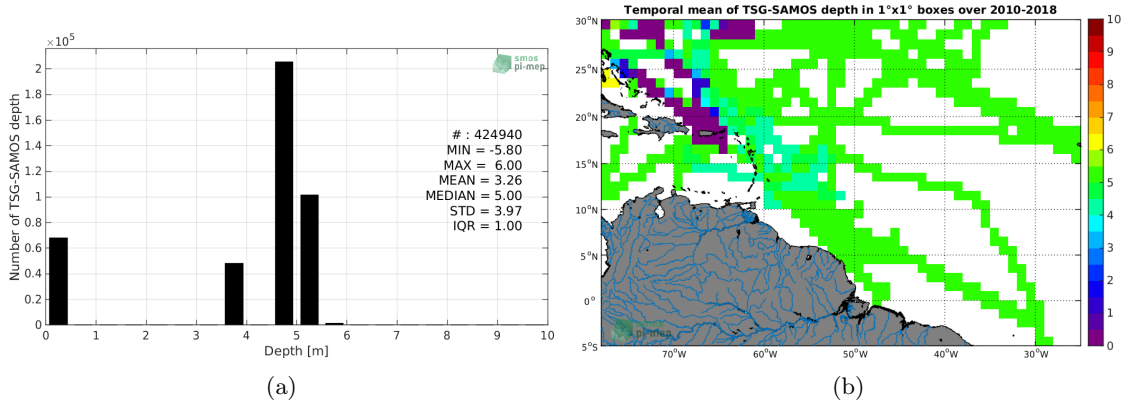 ×10⁵
2
1.8
1.6
1.4
1.2
1
0.8
0.6
0.4
0.2
0
Number of TSG-SAMOS depth
smos
pi-mep
# : 424940
MIN = -5.80
MAX = 6.00
MEAN = 3.26
MEDIAN = 5.00
STD = 3.97
IQR = 1.00
0 1 2 3 4 5 6 7 8 9 10
Depth [m]
(a)
Temporal mean of TSG-SAMOS depth in 1°x1° boxes over 2010-2018
30°N
25°N
20°N
15°N
10°N
5°N
0°
5°S
70°W 60°W 50°W 40°W 30°W
pi-mep
10
9
8
7
6
5
4
3
2
1
0
(b)